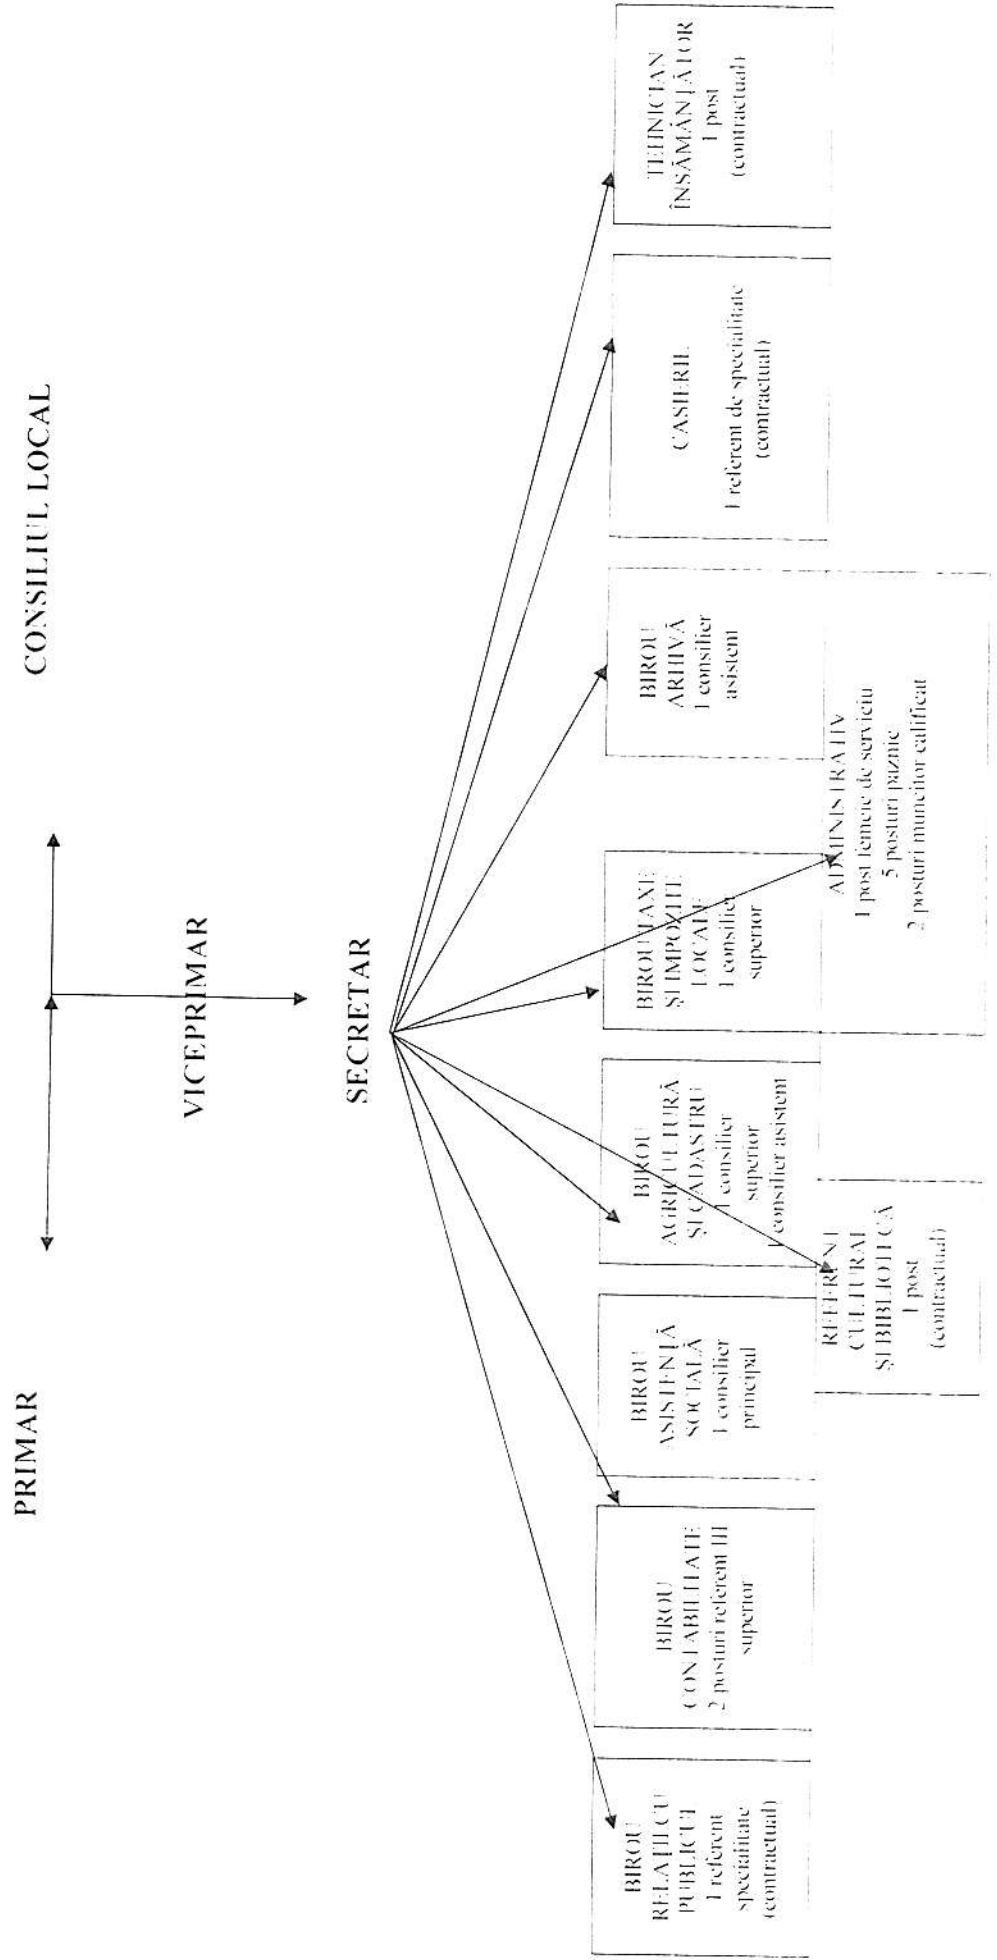 PRIMAR
CONSILIUL LOCAL
VICEPRIMAR
SECRETAR
BIROU
RELAȚII CU
PUBLICUL
1 referent
specialitate
(contractual)
BIROU
CONTABILITATE
2 posturi referent III
superior
BIROU
ASISTENȚĂ
SOCIALĂ
1 consilier
principal
BIROU
AGRICULTURĂ
ȘI CADASTRU
1 consilier
superior
1 consilier asistent
BIROU TAXE
ȘI IMPOZITE
LOCALE
1 consilier
superior
BIROU
ARHIVĂ
1 consilier
asistent
CASIERIE
1 referent de specialitate
(contractual)
TEHNICIAN
ÎNSĂMÂNȚĂTOR
1 post
(contractual)
REFERENT
CULTURAL
ȘI BIBLIOTECĂ
1 post
(contractual)
ADMINISTRATIV
1 post femeie de serviciu
5 posturi paznic
2 posturi muncitor calificat